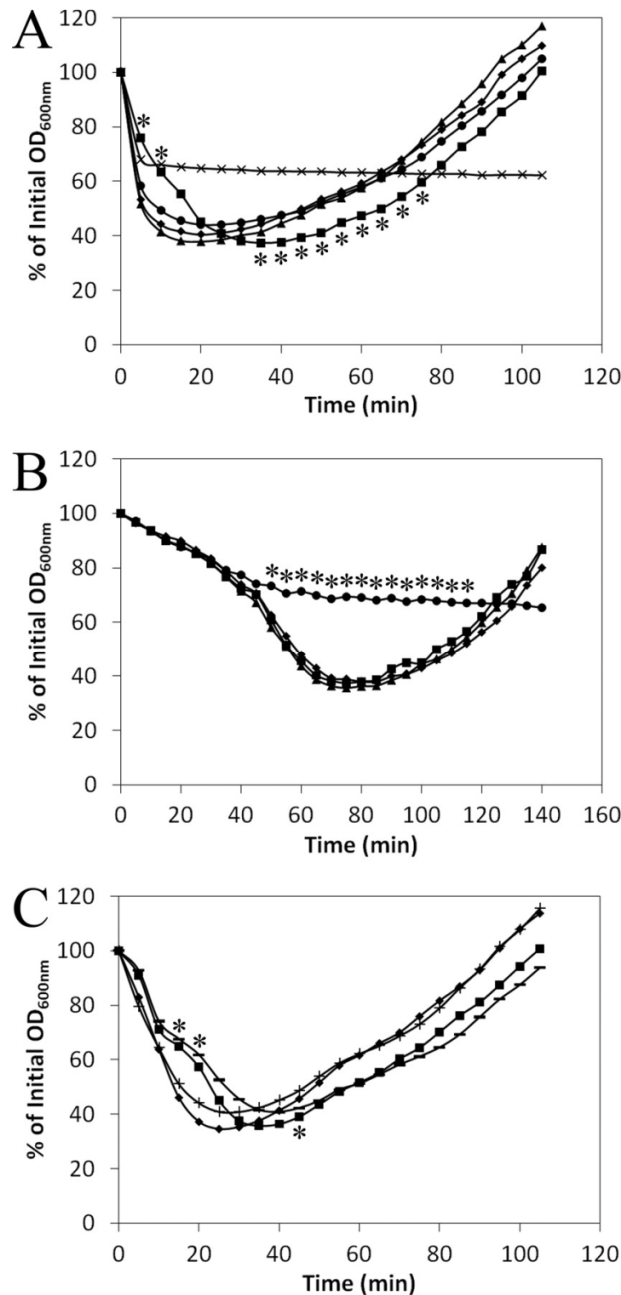 A
120
100
80
60
40
20
0
% of Initial OD600nm
* *
* * * * * * * * *
0 20 40 60 80 100 120
Time (min)
B
120
100
80
60
40
20
0
% of Initial OD600nm
* * * * * * * * * * * * * *
0 20 40 60 80 100 120 140 160
Time (min)
C
120
100
80
60
40
20
0
% of Initial OD600nm
* *
*
0 20 40 60 80 100 120
Time (min)